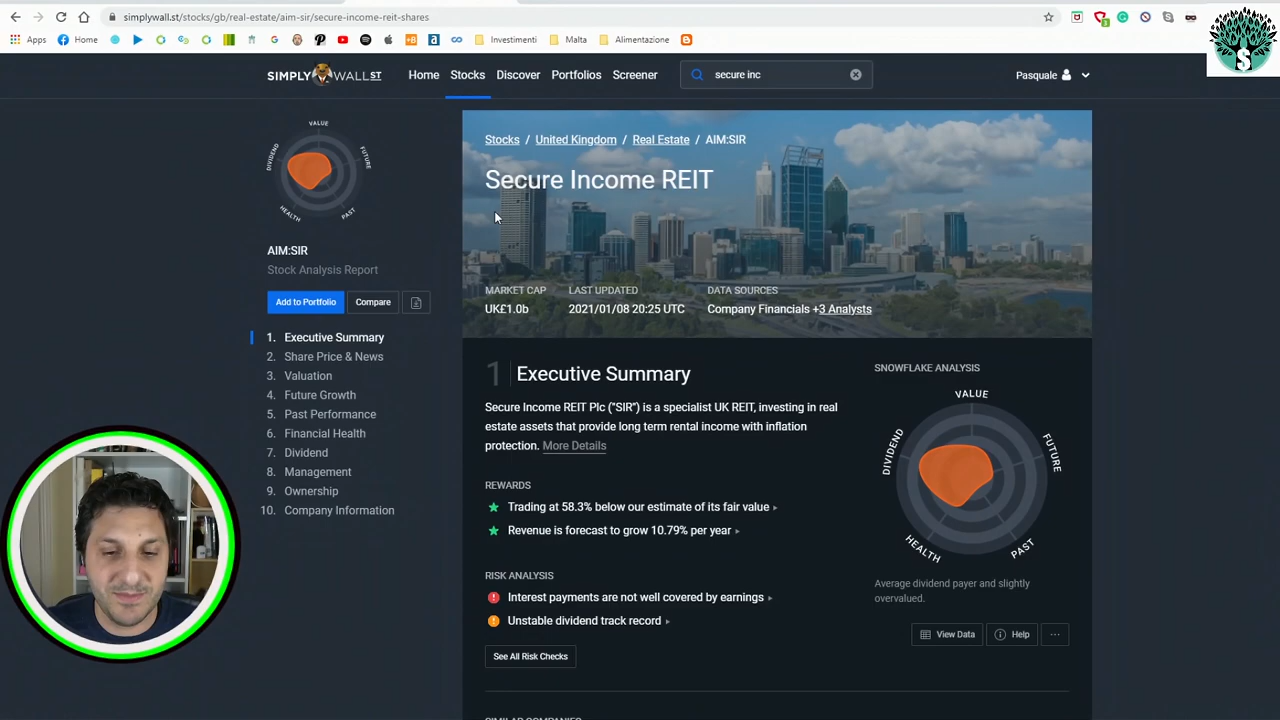 simplywall.st/stocks/gb/real-estate/aim-sir/secure-income-reit-shares
Apps
Home
Investimenti
Malta
Alimentazione
SIMPLY WALL ST
Home
Stocks
Discover
Portfolios
Screener
secure inc
Pasquale
VALUE
FUTURE
PAST
HEALTH
DIVIDEND
AIM:SIR
Stock Analysis Report
Add to Portfolio
Compare
1. Executive Summary
2. Share Price & News
3. Valuation
4. Future Growth
5. Past Performance
6. Financial Health
7. Dividend
8. Management
9. Ownership
10. Company Information
Stocks / United Kingdom / Real Estate / AIM:SIR
Secure Income REIT
MARKET CAP
UK£1.0b
LAST UPDATED
2021/01/08 20:25 UTC
DATA SOURCES
Company Financials +3 Analysts
1 Executive Summary
Secure Income REIT Plc ("SIR") is a specialist UK REIT, investing in real
estate assets that provide long term rental income with inflation
protection. More Details
REWARDS
Trading at 58.3% below our estimate of its fair value
Revenue is forecast to grow 10.79% per year
RISK ANALYSIS
Interest payments are not well covered by earnings
Unstable dividend track record
See All Risk Checks
SNOWFLAKE ANALYSIS
VALUE
FUTURE
PAST
HEALTH
DIVIDEND
Average dividend payer and slightly
overvalued.
View Data
Help
SIMILAR COMPANIES